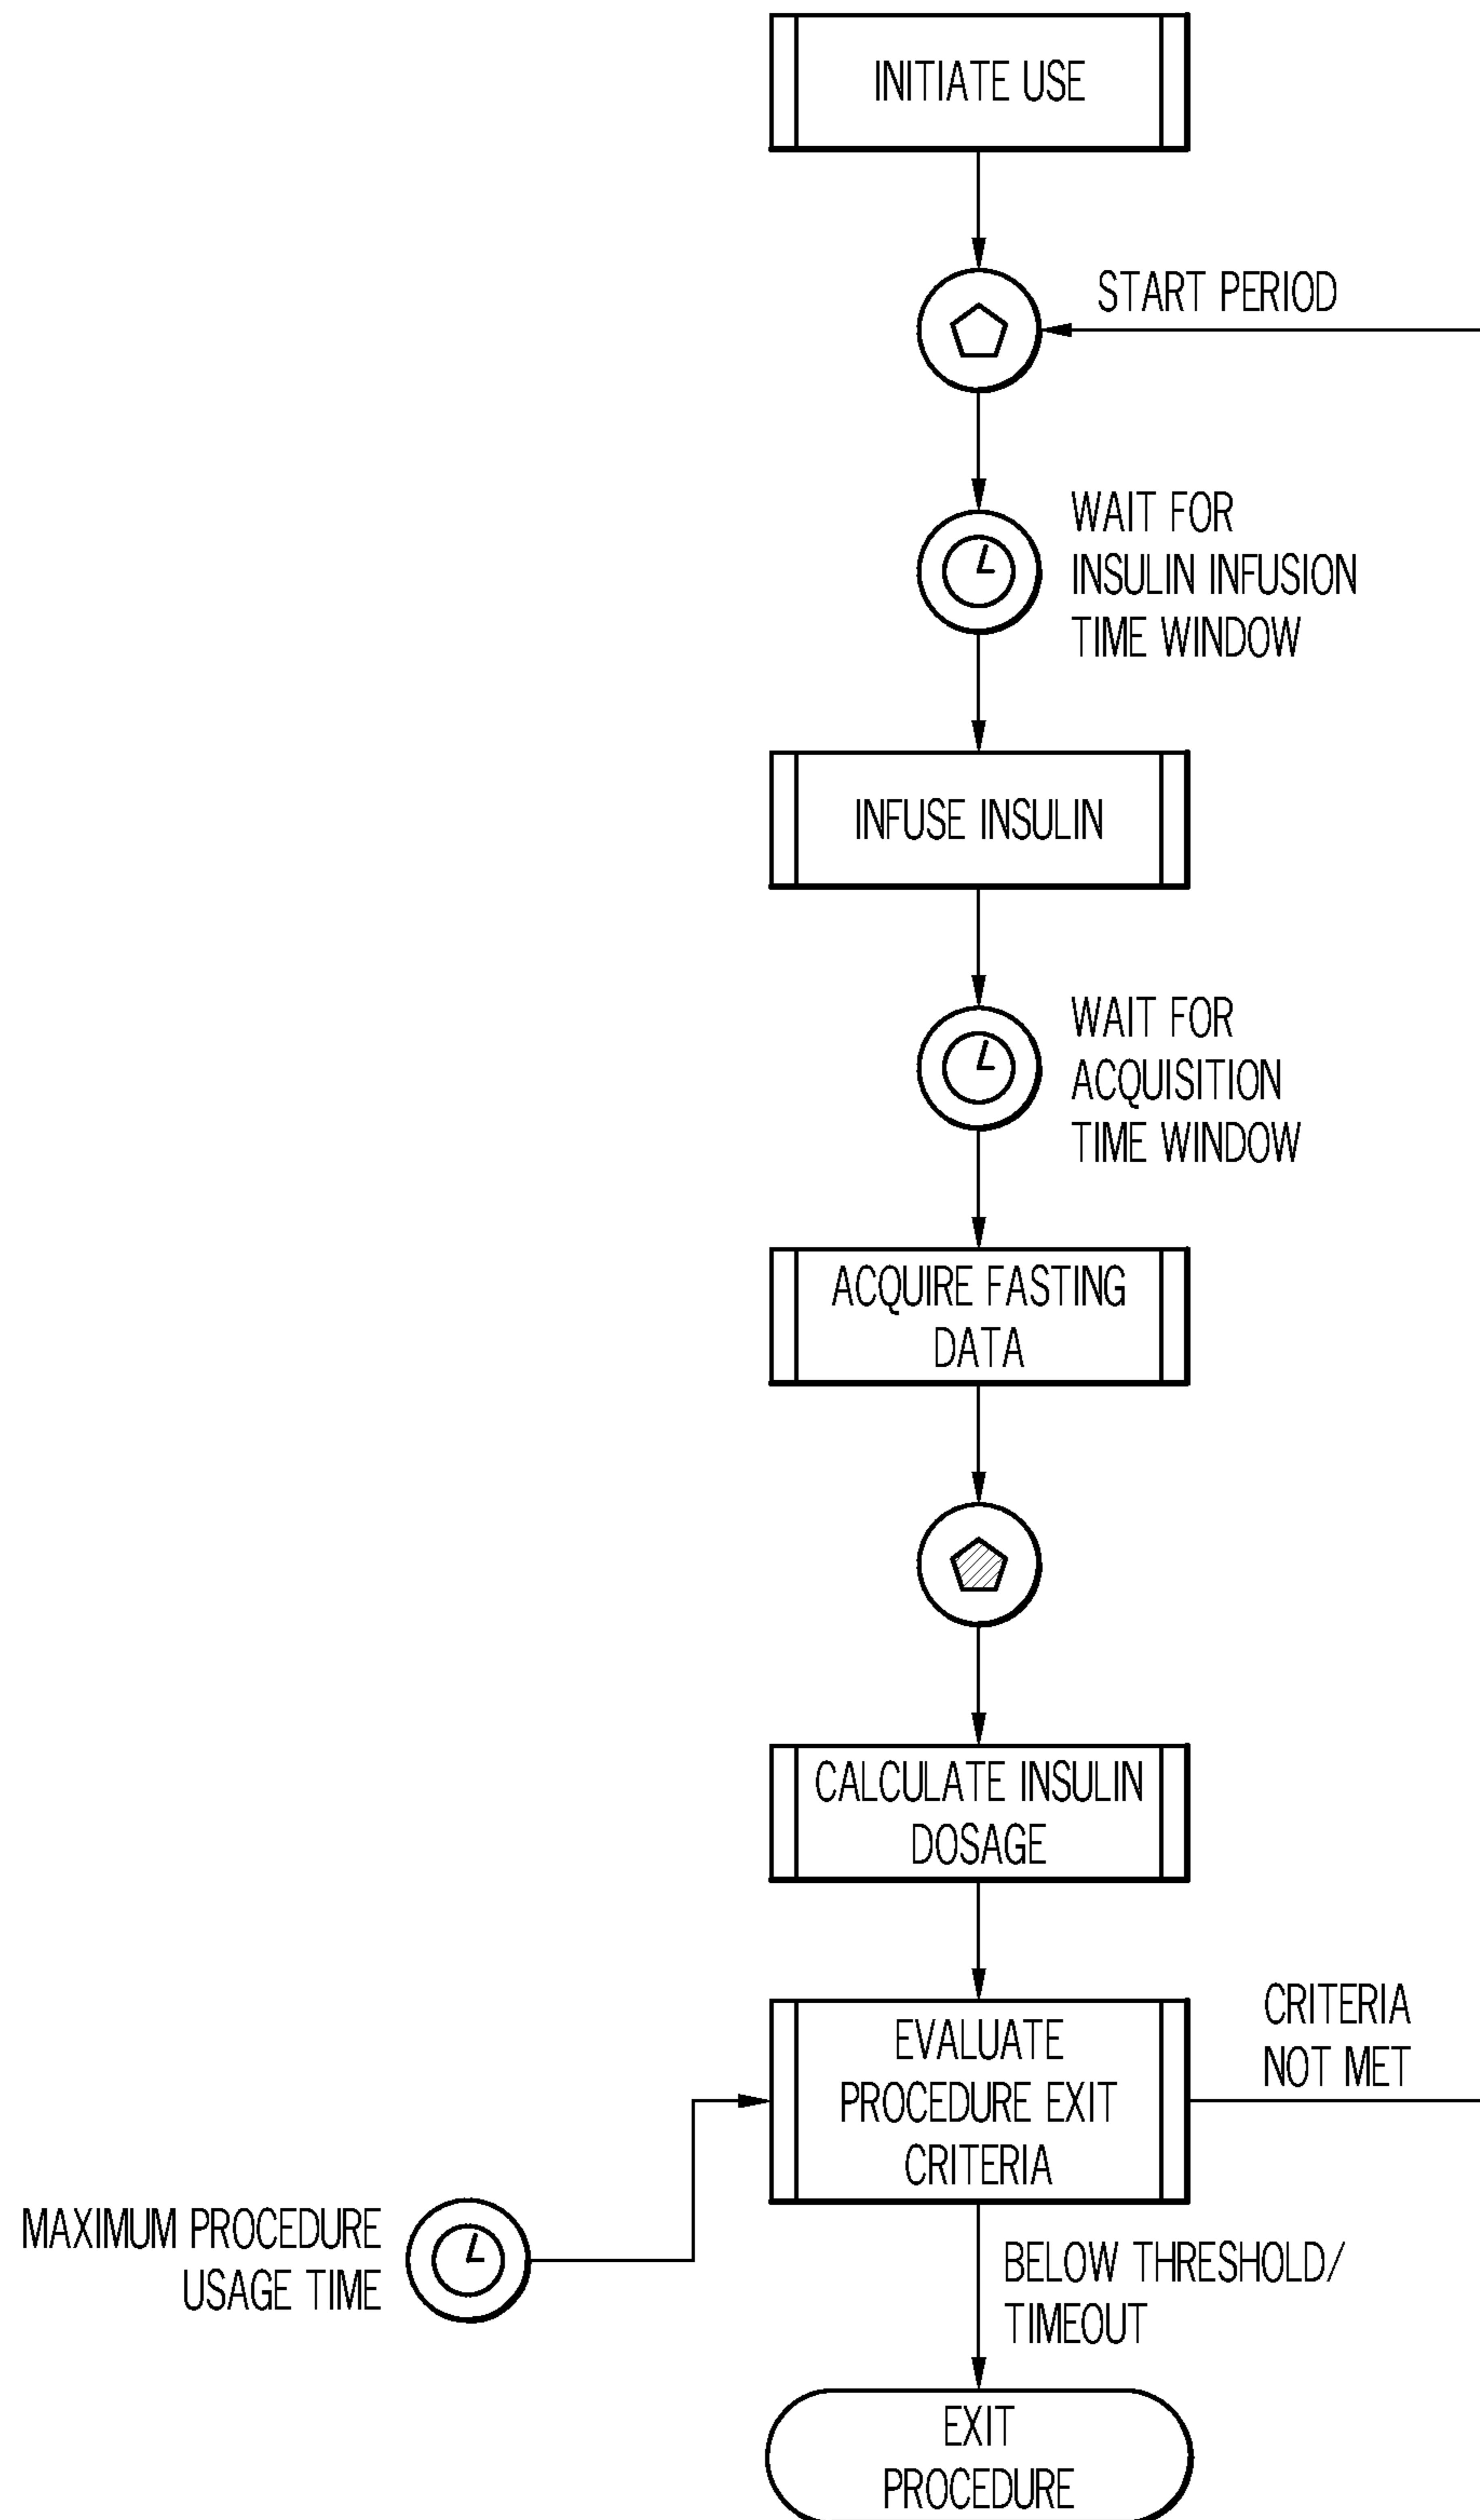 INITIATE USE
START PERIOD
WAIT FOR
INSULIN INFUSION
TIME WINDOW
INFUSE INSULIN
WAIT FOR
ACQUISITION
TIME WINDOW
ACQUIRE FASTING
DATA
CALCULATE INSULIN
DOSAGE
EVALUATE
PROCEDURE EXIT
CRITERIA
CRITERIA
NOT MET
MAXIMUM PROCEDURE
USAGE TIME
BELOW THRESHOLD/
TIMEOUT
EXIT
PROCEDURE